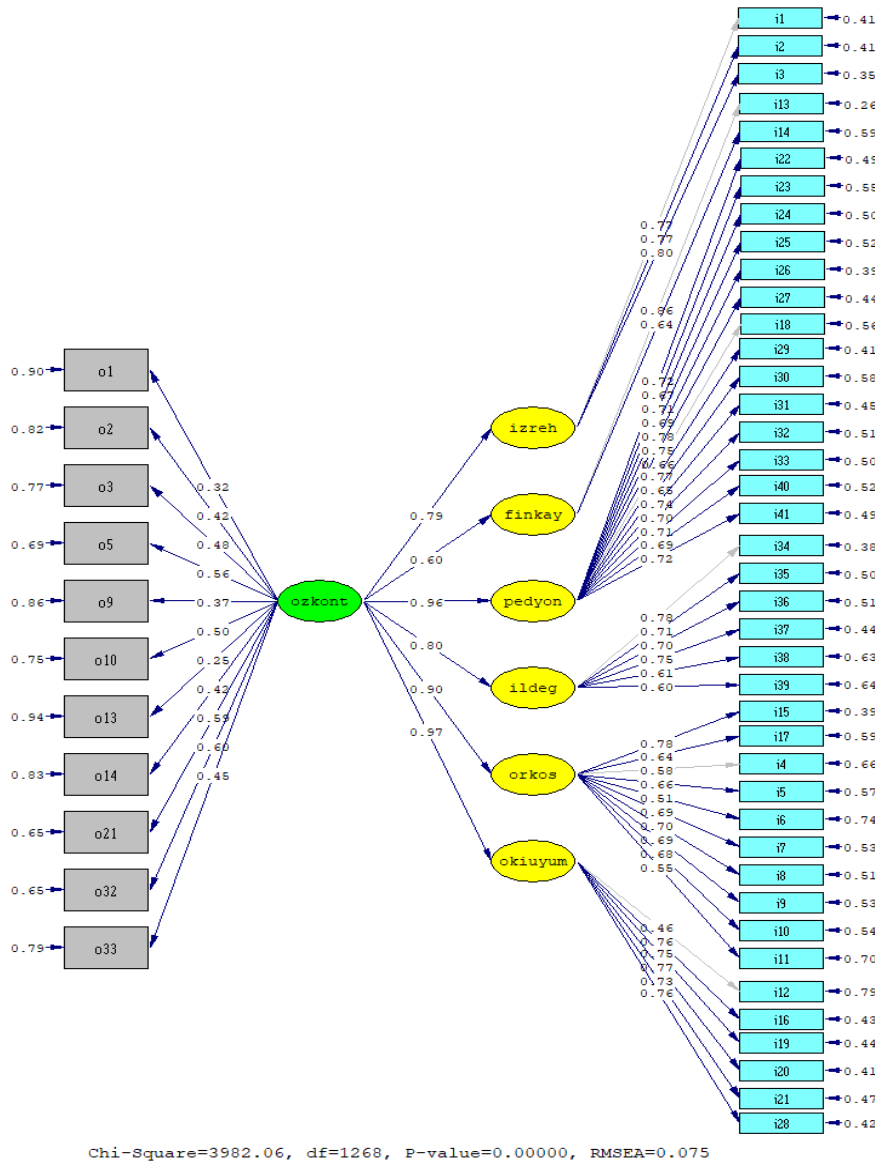 0.90 o1
0.82 o2
0.77 o3
0.69 o5
0.86 o9
0.75 o10
0.94 o13
0.83 o14
0.65 o21
0.65 o32
0.79 o33
0.32
0.42
0.48
0.56
0.37
0.50
0.25
0.42
0.59
0.60
0.45
ozkont
0.79
0.60
0.96
0.80
0.90
0.97
izreh
finkay
pedyon
ildeg
orkos
okiuyum
0.77
0.77
0.80
0.86
0.64
0.72
0.67
0.71
0.69
0.78
0.75
0.66
0.77
0.65
0.74
0.70
0.71
0.69
0.72
0.78
0.71
0.70
0.75
0.61
0.60
0.78
0.64
0.58
0.66
0.51
0.69
0.70
0.69
0.68
0.55
0.46
0.76
0.75
0.77
0.73
0.76
i1 0.41
i2 0.41
i3 0.35
i13 0.26
i14 0.59
i22 0.49
i23 0.55
i24 0.50
i25 0.52
i26 0.39
i27 0.44
i18 0.56
i29 0.41
i30 0.58
i31 0.45
i32 0.51
i33 0.50
i40 0.52
i41 0.49
i34 0.38
i35 0.50
i36 0.51
i37 0.44
i38 0.63
i39 0.64
i15 0.39
i17 0.59
i4 0.66
i5 0.57
i6 0.74
i7 0.53
i8 0.51
i9 0.53
i10 0.54
i11 0.70
i12 0.79
i16 0.43
i19 0.44
i20 0.41
i21 0.47
i28 0.42
Chi-Square=3982.06, df=1268, P-value=0.00000, RMSEA=0.075